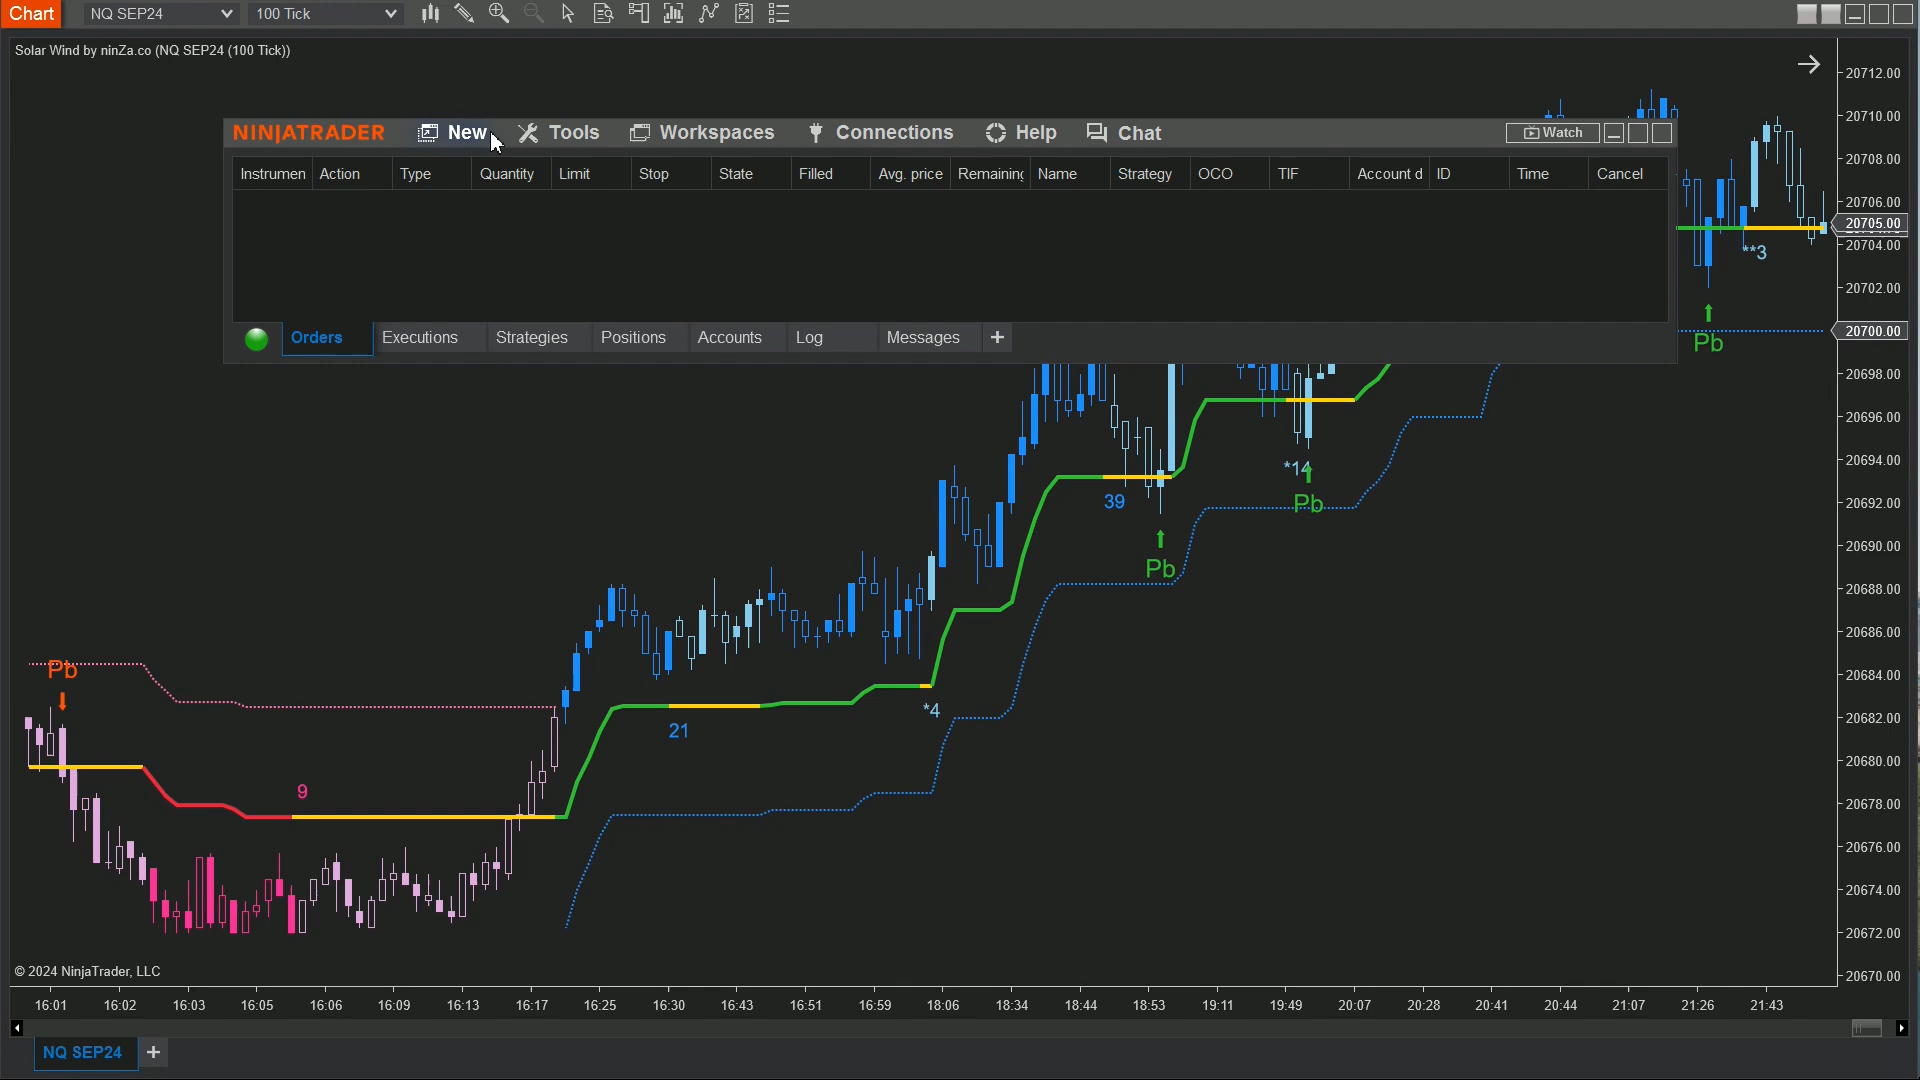 Chart NQ SEP24 100 Tick
Solar Wind by ninZa.co (NQ SEP24 (100 Tick))
NINJATRADER New Tools Workspaces Connections Help Chat Watch
Instrumen Action Type Quantity Limit Stop State Filled Avg. price Remaining Name Strategy OCO TIF Account d ID Time Cancel
Orders Executions Strategies Positions Accounts Log Messages +
20712.00
20710.00
20708.00
20706.00
20705.00
20704.00
20702.00
20700.00
20698.00
20696.00
20694.00
20692.00
20690.00
20688.00
20686.00
20684.00
20682.00
20680.00
20678.00
20676.00
20674.00
20672.00
20670.00
**3
Pb
*14
Pb
39
Pb
Pb
*4
21
9
© 2024 NinjaTrader, LLC
16:01 16:02 16:03 16:05 16:06 16:09 16:13 16:17 16:25 16:30 16:43 16:51 16:59 18:06 18:34 18:44 18:53 19:11 19:49 20:07 20:28 20:41 20:44 21:07 21:26 21:43
NQ SEP24 +